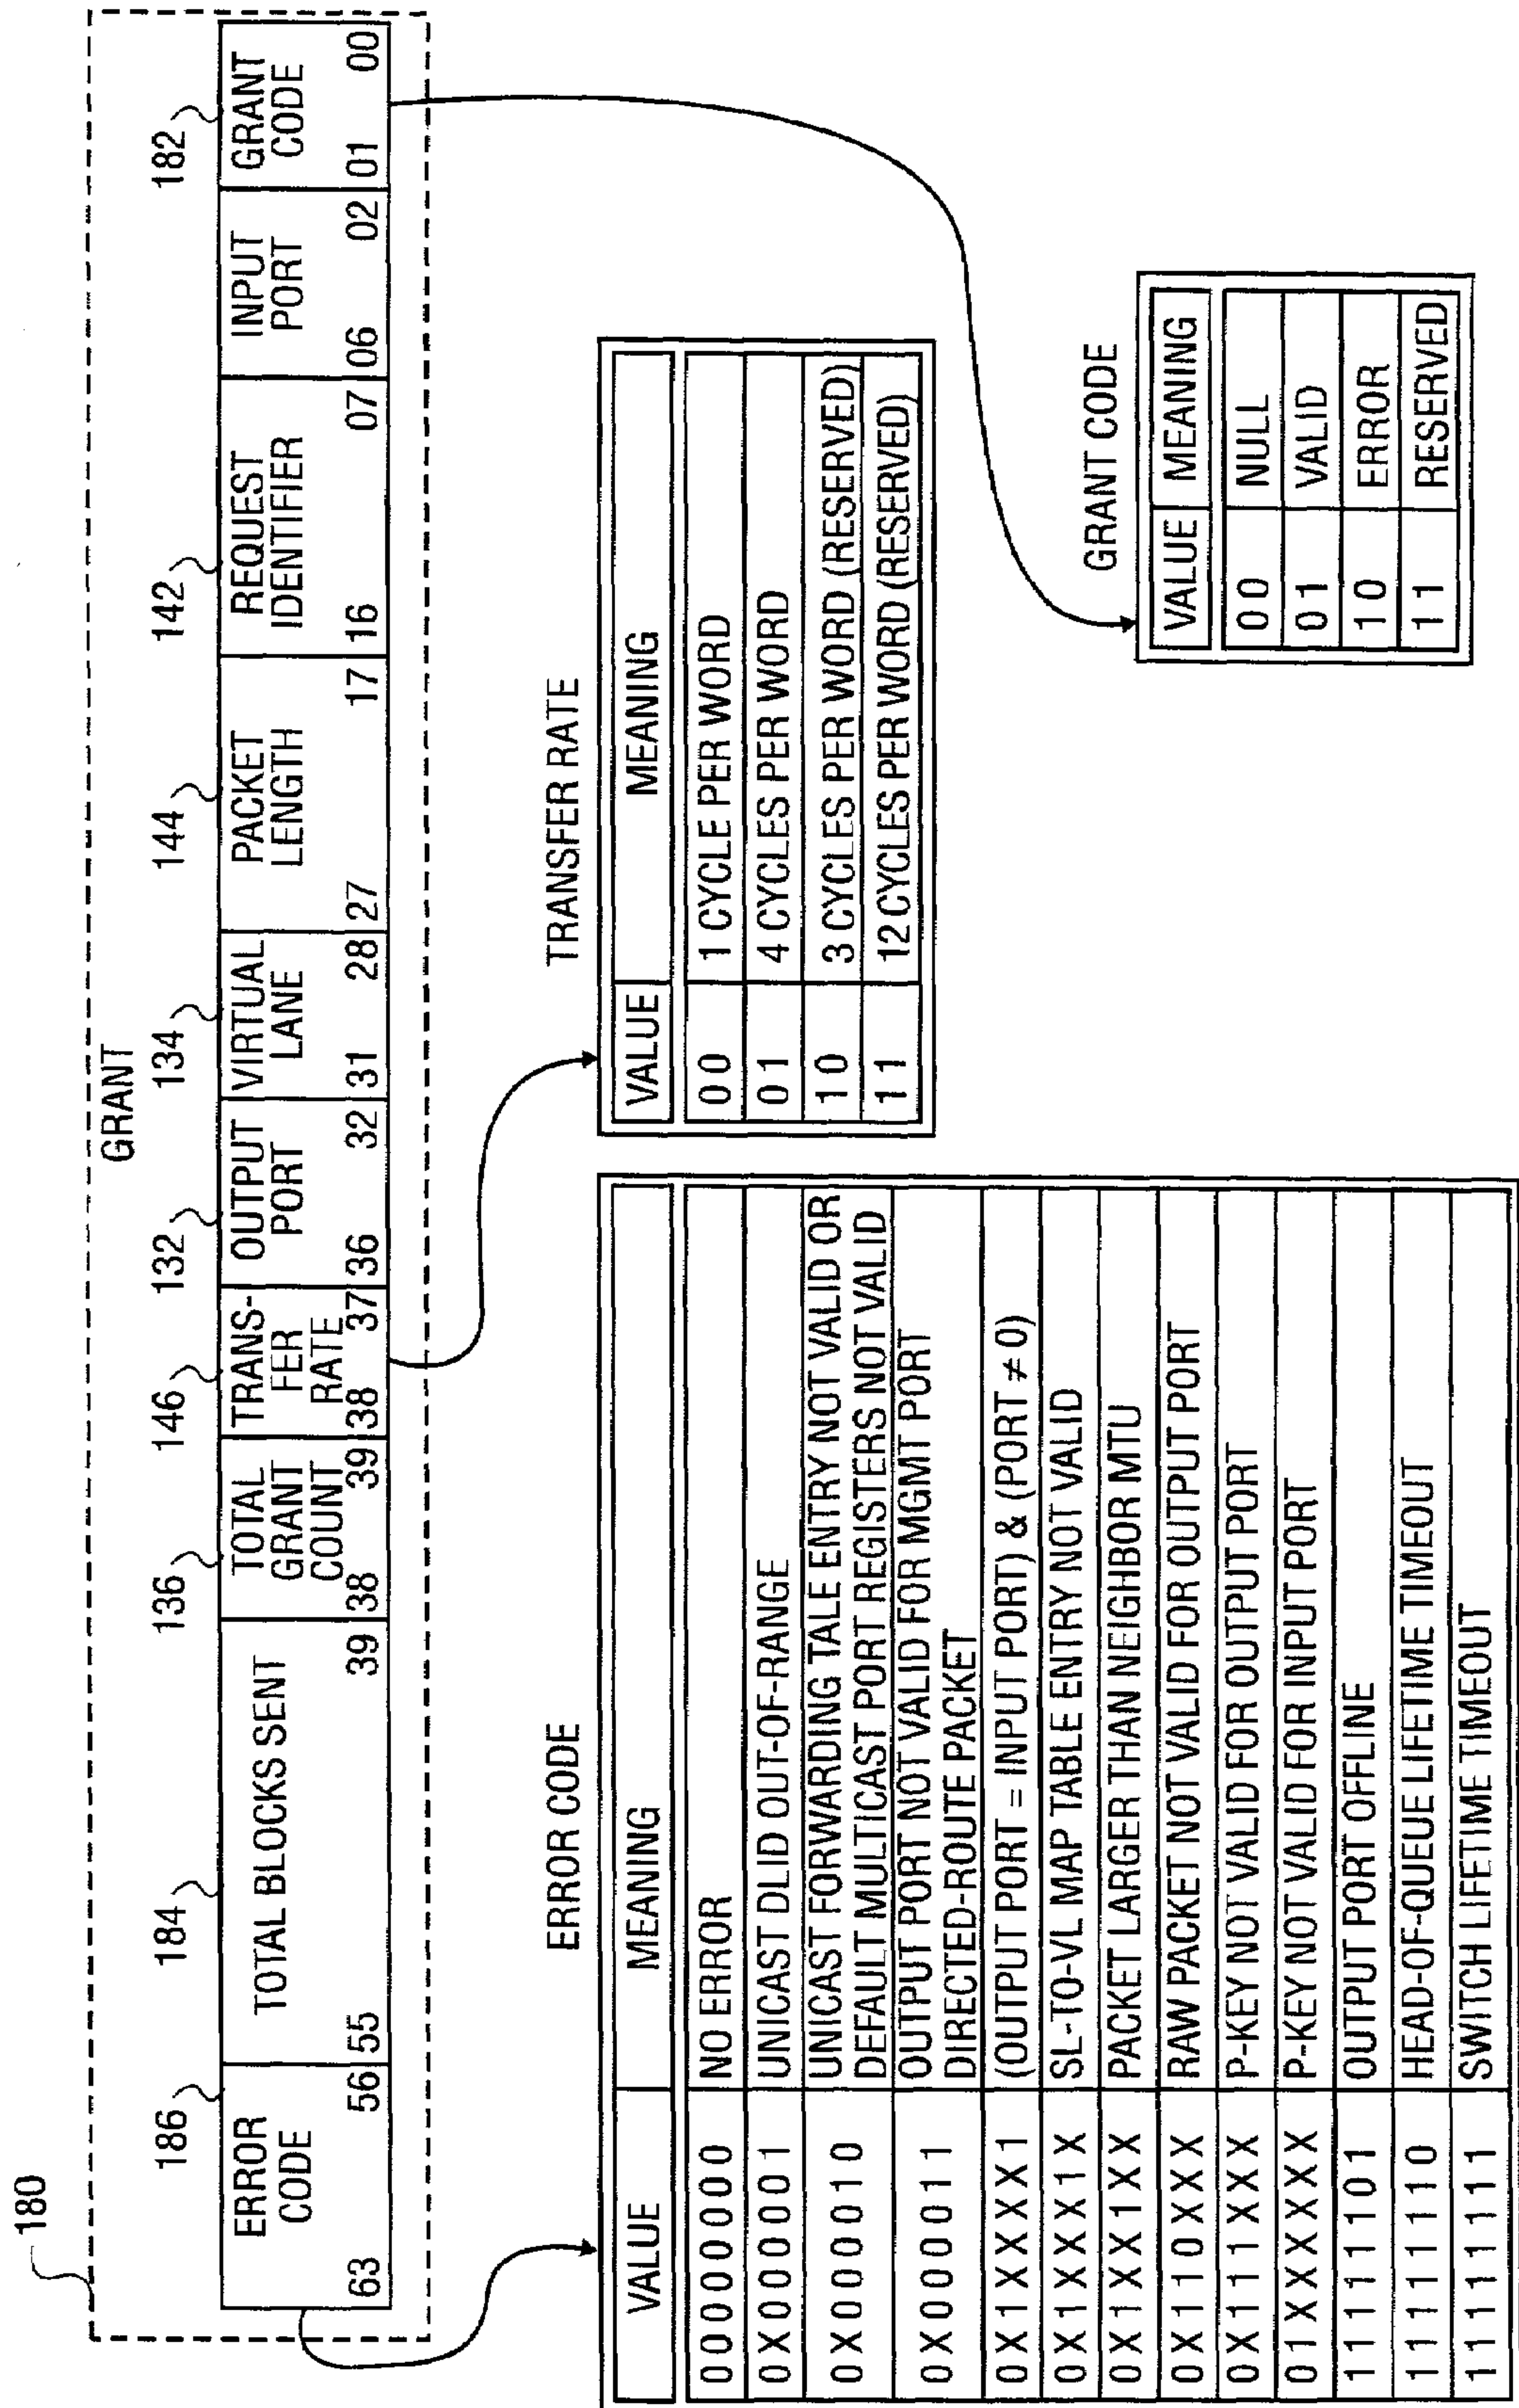 180
GRANT
186
184
136
146
132
134
144
142
182
ERROR
CODE
63 56
TOTAL BLOCKS SENT
55 39
TOTAL
GRANT
COUNT
38 39
TRANS-
FER
RATE
38 37
OUTPUT
PORT
36 32
VIRTUAL
LANE
31 28
PACKET
LENGTH
27 17
REQUEST
IDENTIFIER
16 07
INPUT
PORT
06 02
GRANT
CODE
01 00
ERROR CODE
VALUE MEANING
00000000 NO ERROR
0X000001 UNICAST DLID OUT-OF-RANGE
0X000010 UNICAST FORWARDING TALE ENTRY NOT VALID OR
DEFAULT MULTICAST PORT REGISTERS NOT VALID
0X000011 OUTPUT PORT NOT VALID FOR MGMT PORT
DIRECTED-ROUTE PACKET
0X1XXXX1 (OUTPUT PORT = INPUT PORT) & (PORT ≠ 0)
0X1XXX1X SL-TO-VL MAP TABLE ENTRY NOT VALID
0X1XX1XX PACKET LARGER THAN NEIGHBOR MTU
0X110XXX RAW PACKET NOT VALID FOR OUTPUT PORT
0X111XXX P-KEY NOT VALID FOR OUTPUT PORT
01XXXXXX P-KEY NOT VALID FOR INPUT PORT
11111101 OUTPUT PORT OFFLINE
11111110 HEAD-OF-QUEUE LIFETIME TIMEOUT
11111111 SWITCH LIFETIME TIMEOUT
TRANSFER RATE
VALUE MEANING
00 1 CYCLE PER WORD
01 4 CYCLES PER WORD
10 3 CYCLES PER WORD (RESERVED)
11 12 CYCLES PER WORD (RESERVED)
GRANT CODE
VALUE MEANING
00 NULL
01 VALID
10 ERROR
11 RESERVED